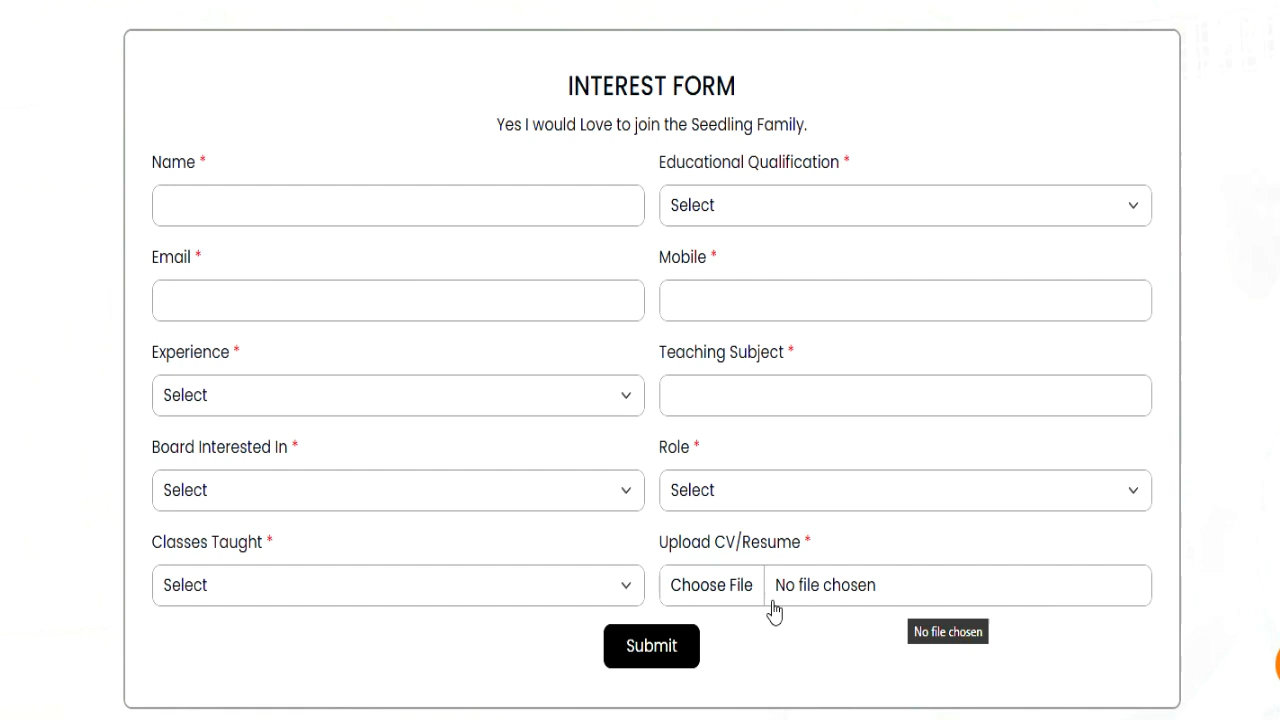 INTEREST FORM
Yes I would Love to join the Seedling Family.
Name *
Educational Qualification *
Select
Email *
Mobile *
Experience *
Teaching Subject *
Select
Board Interested In *
Role *
Select
Select
Classes Taught *
Upload CV/Resume *
Select
Choose File
No file chosen
No file chosen
Submit